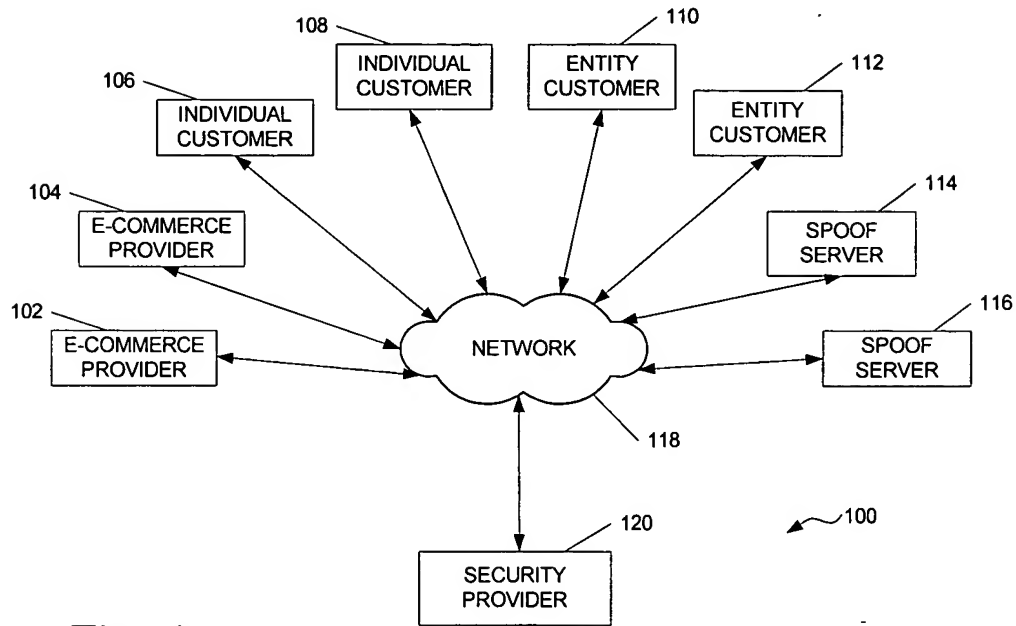 108
110
INDIVIDUAL
CUSTOMER
ENTITY
CUSTOMER
106
112
INDIVIDUAL
CUSTOMER
ENTITY
CUSTOMER
104
114
E-COMMERCE
PROVIDER
SPOOF
SERVER
102
116
E-COMMERCE
PROVIDER
NETWORK
SPOOF
SERVER
118
100
120
SECURITY
PROVIDER